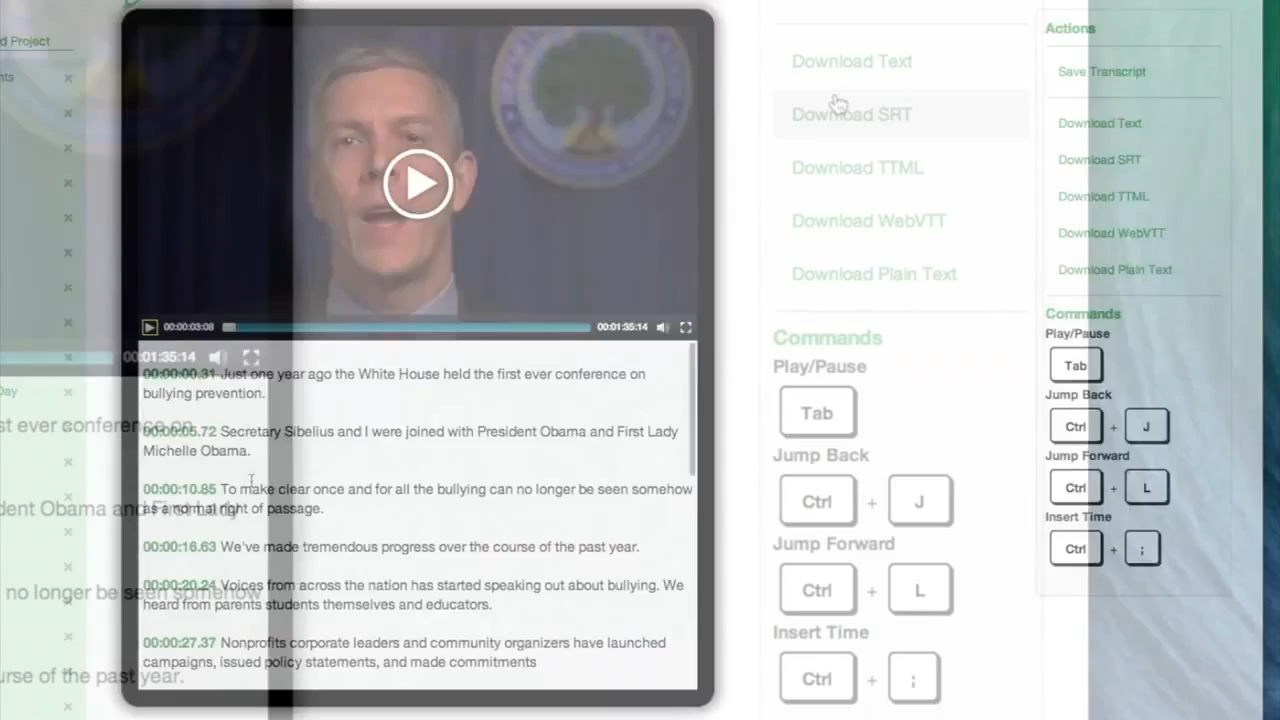 d Project
nts
Day
00:00:03:08
00:01:35:14
00:01:35:14
00:00:00.31 Just one year ago the White House held the first ever conference on
bullying prevention.
00:00:05.72 Secretary Sibelius and I were joined with President Obama and First Lady
Michelle Obama.
00:00:10.85 To make clear once and for all the bullying can no longer be seen somehow
as a normal right of passage.
00:00:16.63 We've made tremendous progress over the course of the past year.
00:00:20.24 Voices from across the nation has started speaking out about bullying. We
heard from parents students themselves and educators.
00:00:27.37 Nonprofits corporate leaders and community organizers have launched
campaigns, issued policy statements, and made commitments
st ever conference on
dent Obama and First Lady
no longer be seen somehow
urse of the past year.
Download Text
Download SRT
Download TTML
Download WebVTT
Download Plain Text
Commands
Play/Pause
Tab
Jump Back
Ctrl + J
Jump Forward
Ctrl + L
Insert Time
Ctrl + ;
Actions
Save Transcript
Download Text
Download SRT
Download TTML
Download WebVTT
Download Plain Text
Commands
Play/Pause
Tab
Jump Back
Ctrl + J
Jump Forward
Ctrl + L
Insert Time
Ctrl + ;